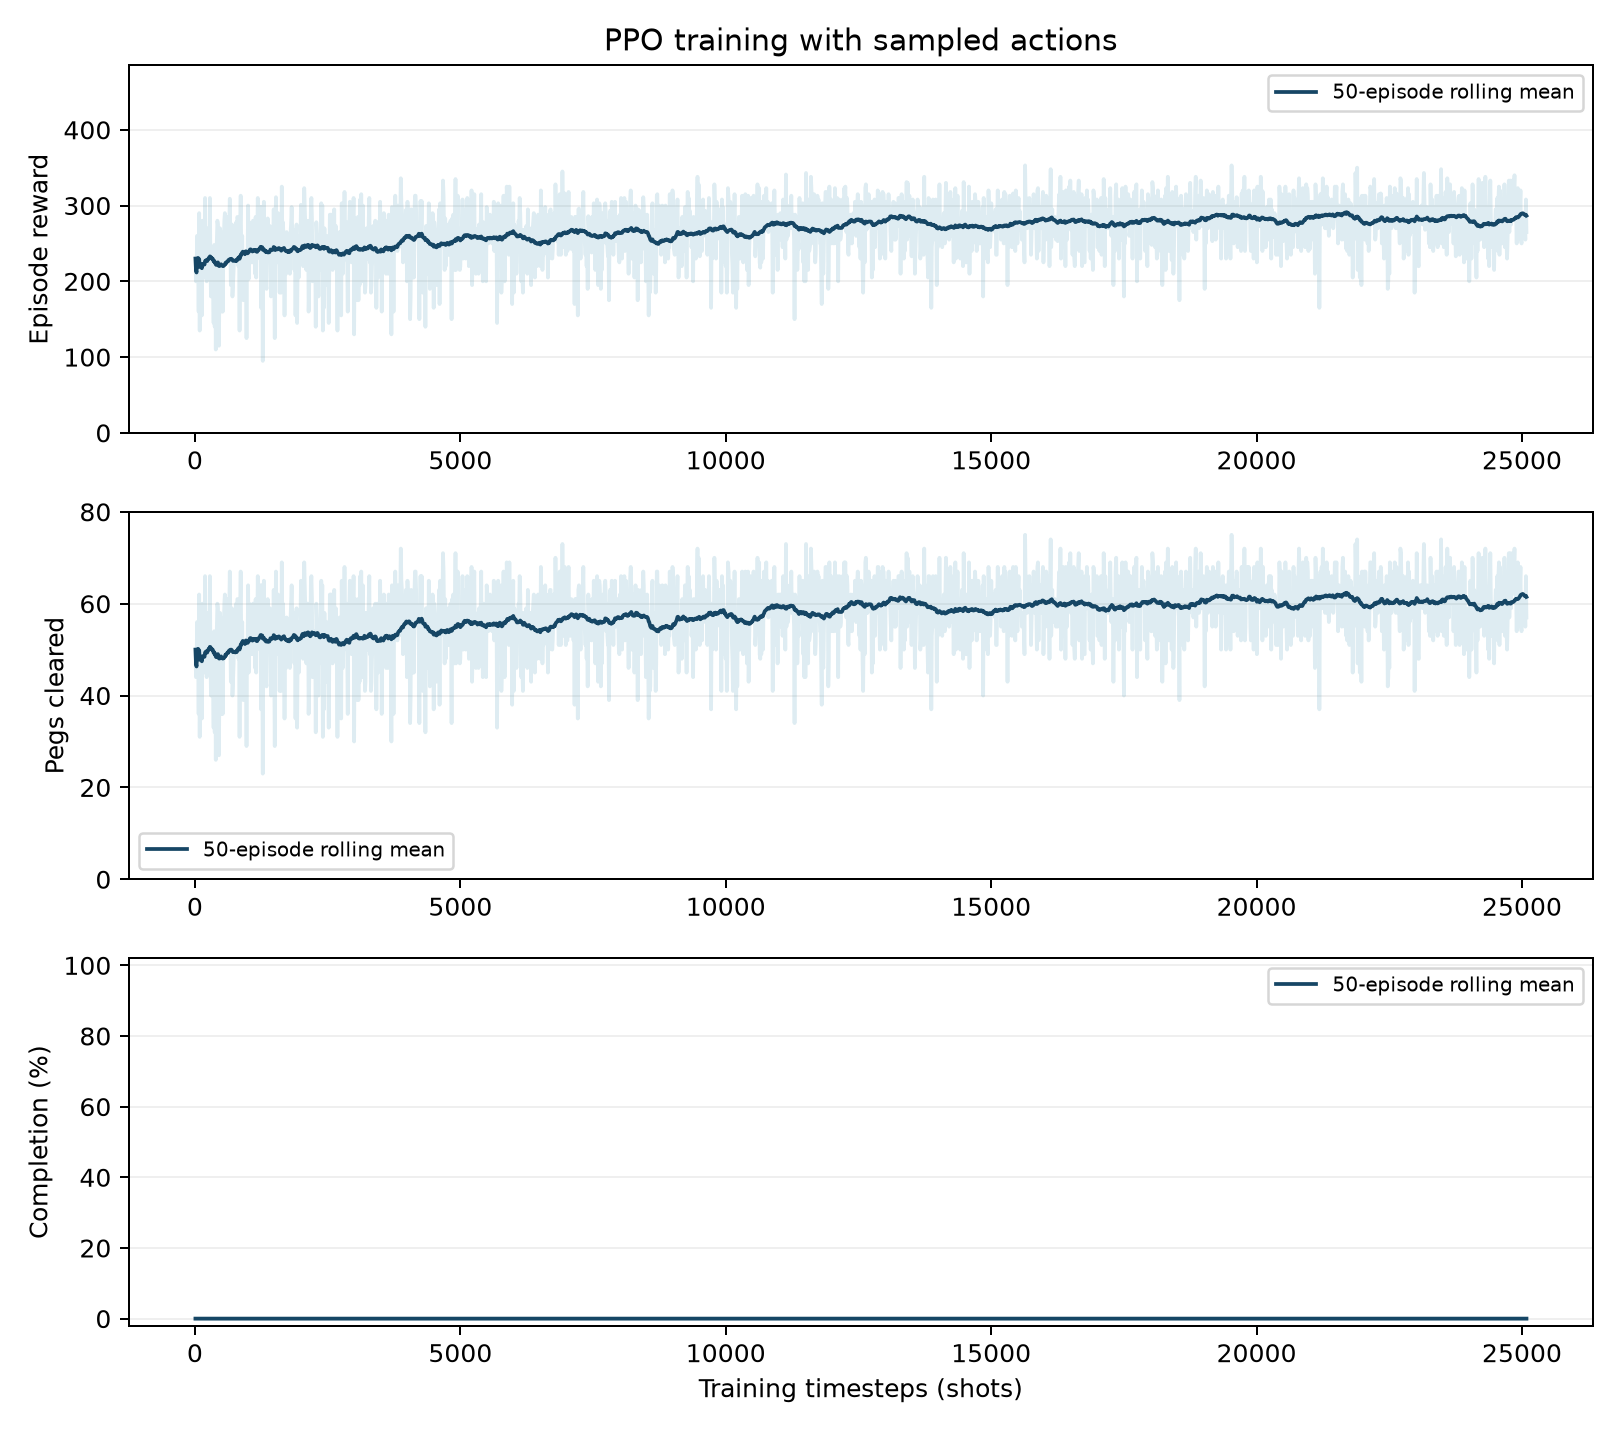 PPO training with sampled actions
Episode reward
400
300
200
100
0
50-episode rolling mean
0 5000 10000 15000 20000 25000
Pegs cleared
80
60
40
20
0
50-episode rolling mean
0 5000 10000 15000 20000 25000
Completion (%)
100
80
60
40
20
0
50-episode rolling mean
0 5000 10000 15000 20000 25000
Training timesteps (shots)